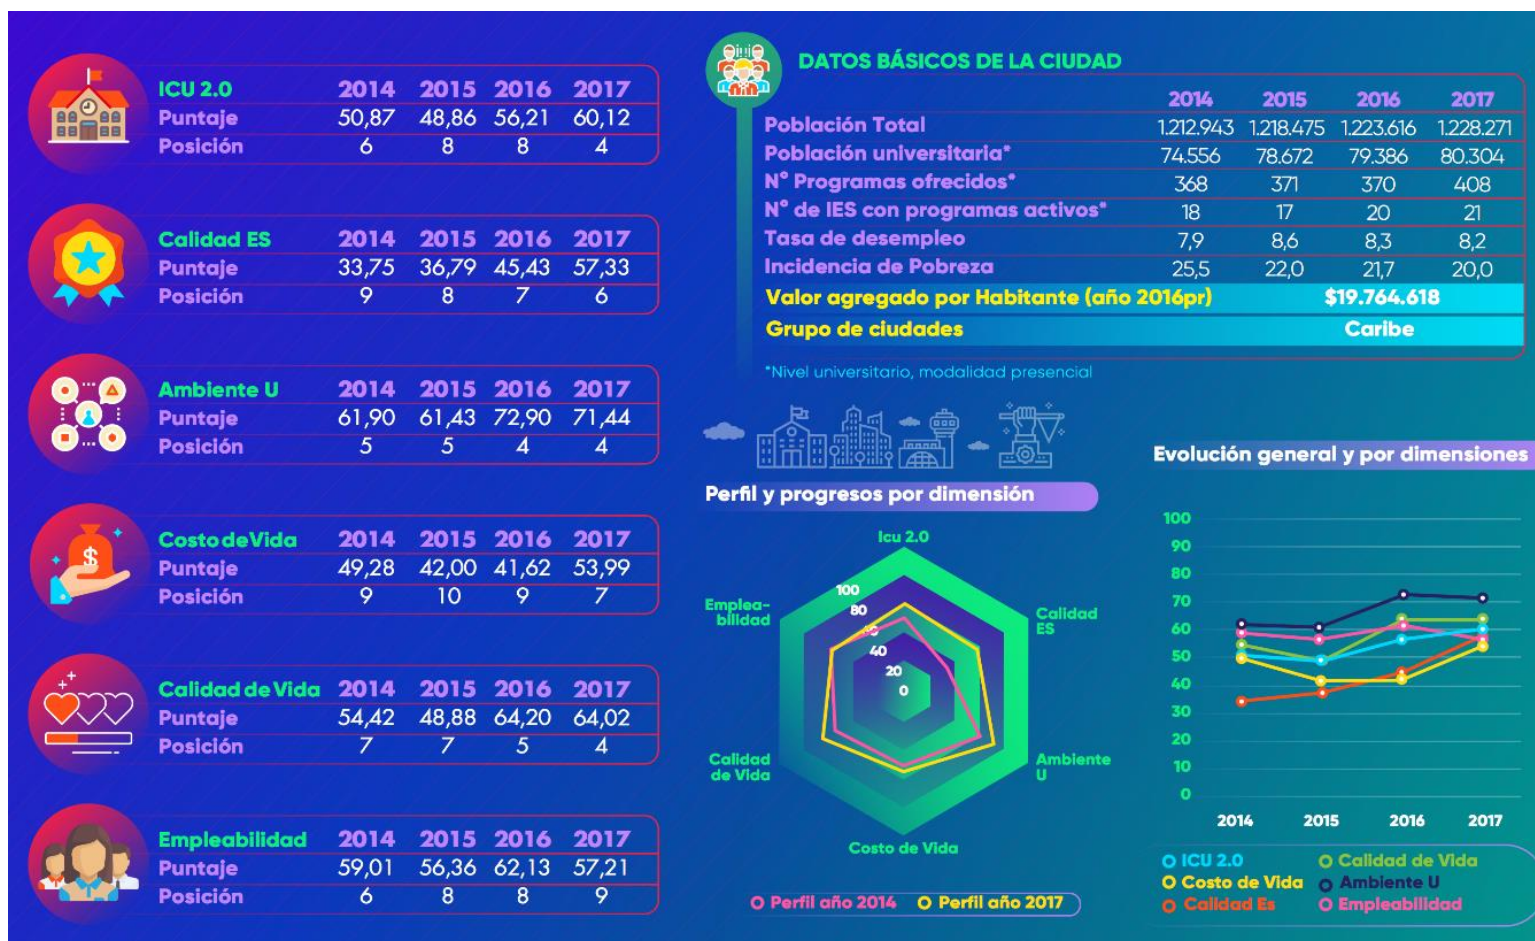 ICU 2.0 2014 2015 2016 2017
Puntaje 50,87 48,86 56,21 60,12
Posición 6 8 8 4
Calidad ES 2014 2015 2016 2017
Puntaje 33,75 36,79 45,43 57,33
Posición 9 8 7 6
Ambiente U 2014 2015 2016 2017
Puntaje 61,90 61,43 72,90 71,44
Posición 5 5 4 4
Costo de Vida 2014 2015 2016 2017
Puntaje 49,28 42,00 41,62 53,99
Posición 9 10 9 7
Calidad de Vida 2014 2015 2016 2017
Puntaje 54,42 48,88 64,20 64,02
Posición 7 7 5 4
Empleabilidad 2014 2015 2016 2017
Puntaje 59,01 56,36 62,13 57,21
Posición 6 8 8 9
DATOS BÁSICOS DE LA CIUDAD
2014 2015 2016 2017
Población Total 1.212.943 1.218.475 1.223.616 1.228.271
Población universitaria* 74.556 78.672 79.386 80.304
N° Programas ofrecidos* 368 371 370 408
N° de IES con programas activos* 18 17 20 21
Tasa de desempleo 7,9 8,6 8,3 8,2
Incidencia de Pobreza 25,5 22,0 21,7 20,0
Valor agregado por Habitante (año 2016pr) $19.764.618
Grupo de ciudades Caribe
*Nivel universitario, modalidad presencial
Perfil y progresos por dimensión
Icu 2.0
Calidad
ES
Ambiente
U
Costo de Vida
Calidad
de Vida
Emplea-
bilidad
100
80
60
40
20
0
Perfil año 2014 Perfil año 2017
Evolución general y por dimensiones
100
90
80
70
60
50
40
30
20
10
0
2014 2015 2016 2017
ICU 2.0 Calidad de Vida
Costo de Vida Ambiente U
Calidad Es Empleabilidad